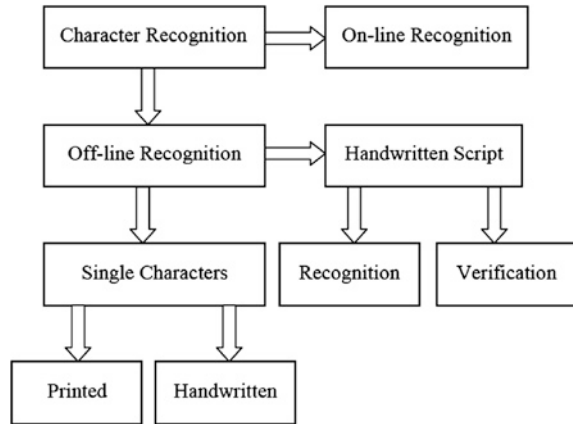 Character Recognition
On-line Recognition
Off-line Recognition
Handwritten Script
Single Characters
Recognition
Verification
Printed
Handwritten